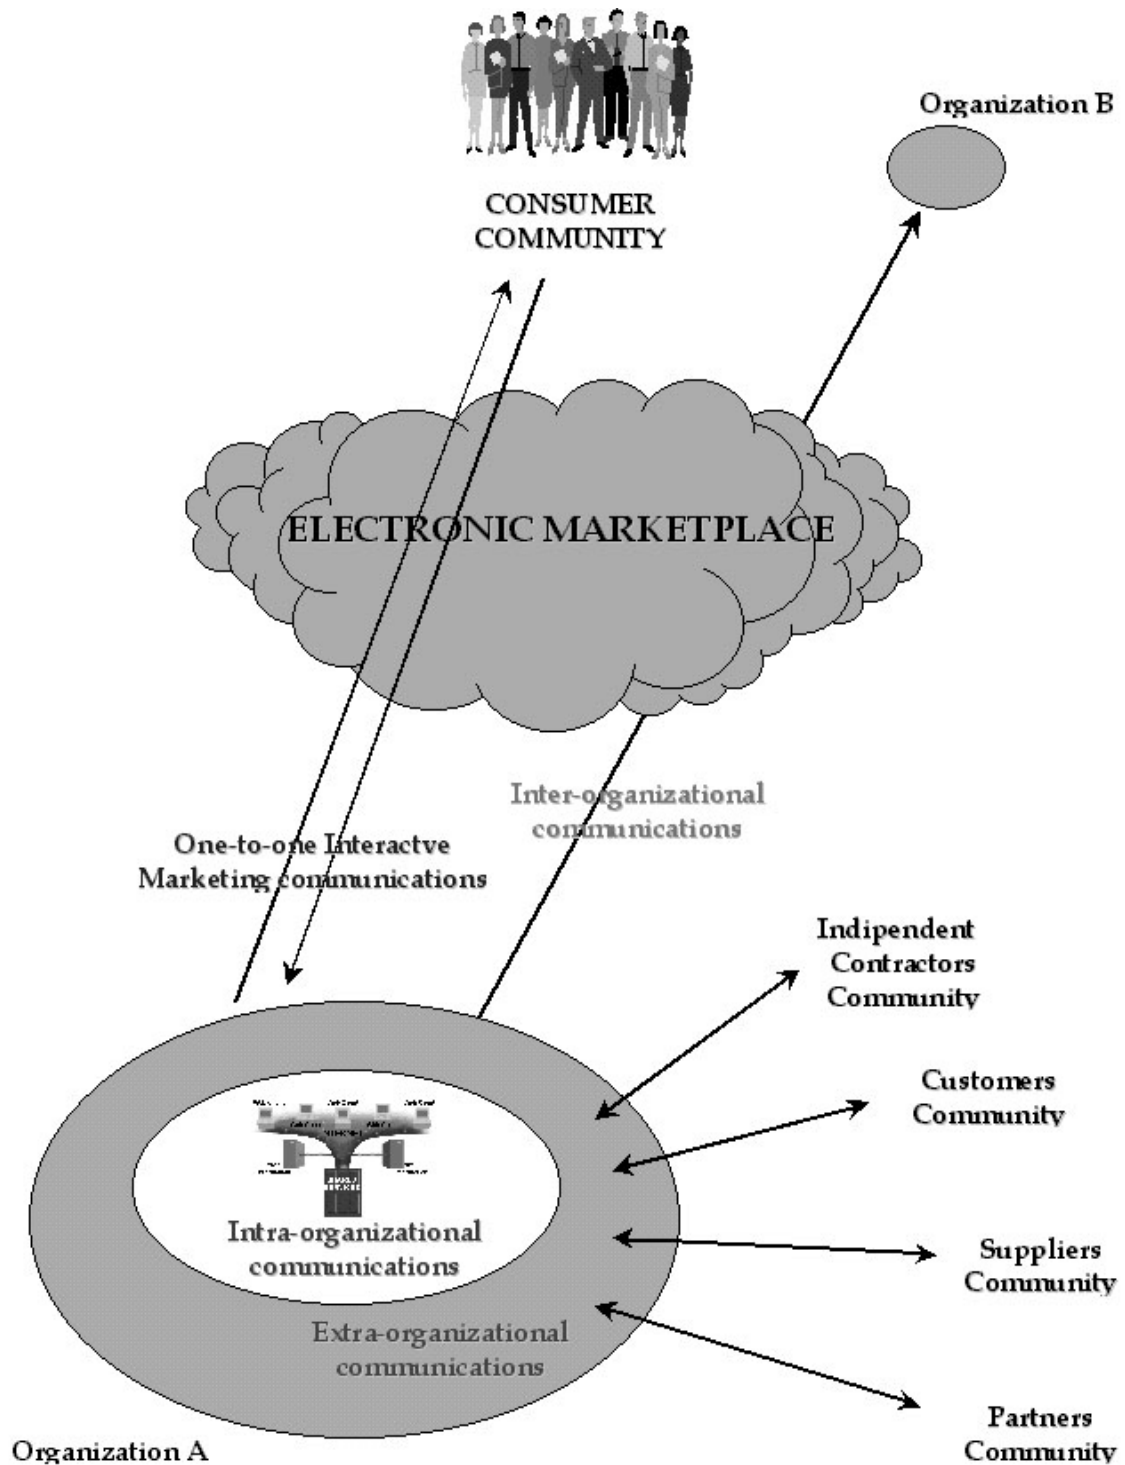 Organization B
CONSUMER
COMMUNITY
ELECTRONIC MARKETPLACE
Inter-organizational
communications
One-to-one Interactve
Marketing communications
Indipendent
Contractors
Community
Customers
Community
Suppliers
Community
Partners
Community
Intra-organizational
communications
Extra-organizational
communications
Organization A